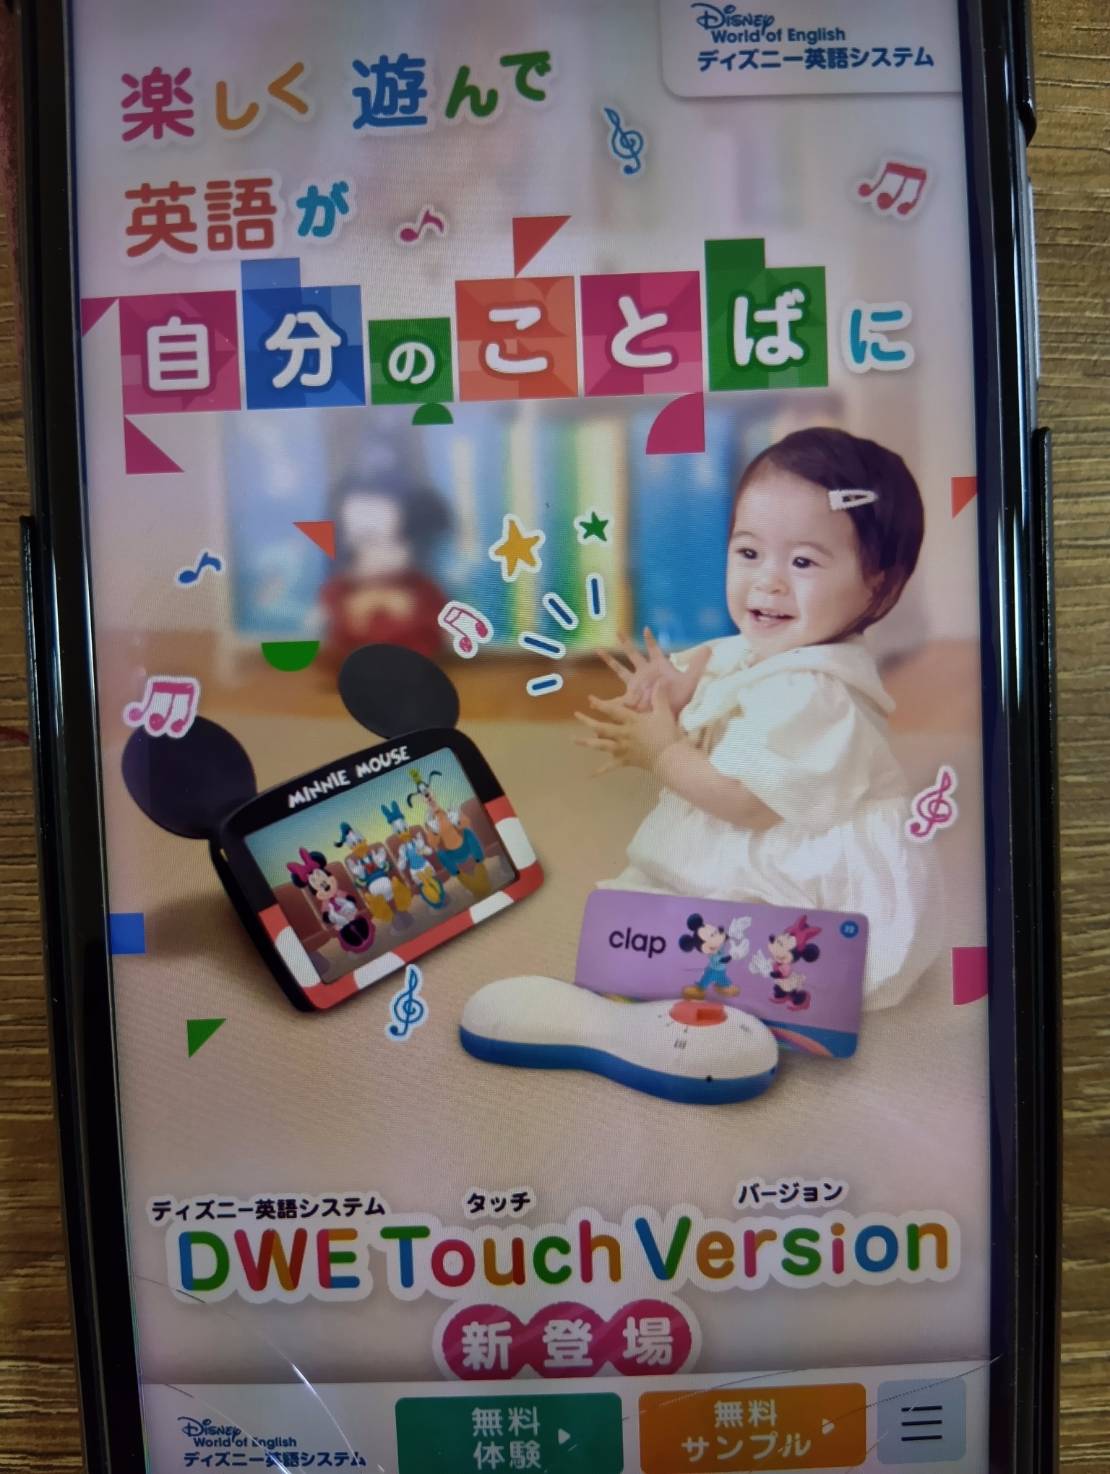 Disney
World of English
ディズニー英語システム
楽しく 遊んで
英語が
自分のことばに
MINNIE MOUSE
clap
ディズニー英語システム タッチ バージョン
DWE Touch Version
新登場
Disney
World of English
ディズニー英語システム
無料
体験
無料
サンプル